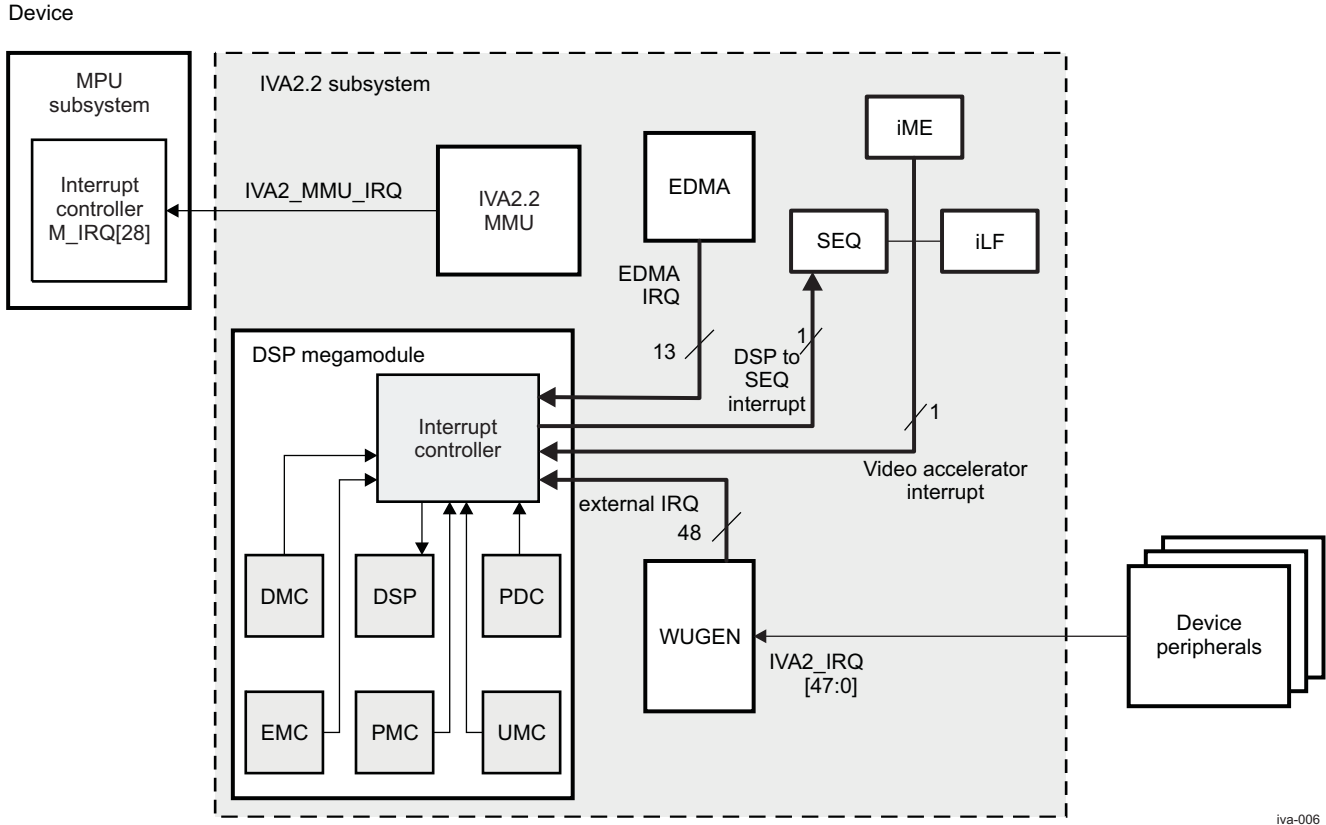 Device
MPU
subsystem
Interrupt
controller
M_IRQ[28]
IVA2.2 subsystem
IVA2_MMU_IRQ
IVA2.2
MMU
EDMA
iME
SEQ
iLF
EDMA
IRQ
13
1
DSP to
SEQ
interrupt
1
Video accelerator
interrupt
DSP megamodule
Interrupt
controller
external IRQ
48
DMC
DSP
PDC
EMC
PMC
UMC
WUGEN
IVA2_IRQ
[47:0]
Device
peripherals
iva-006